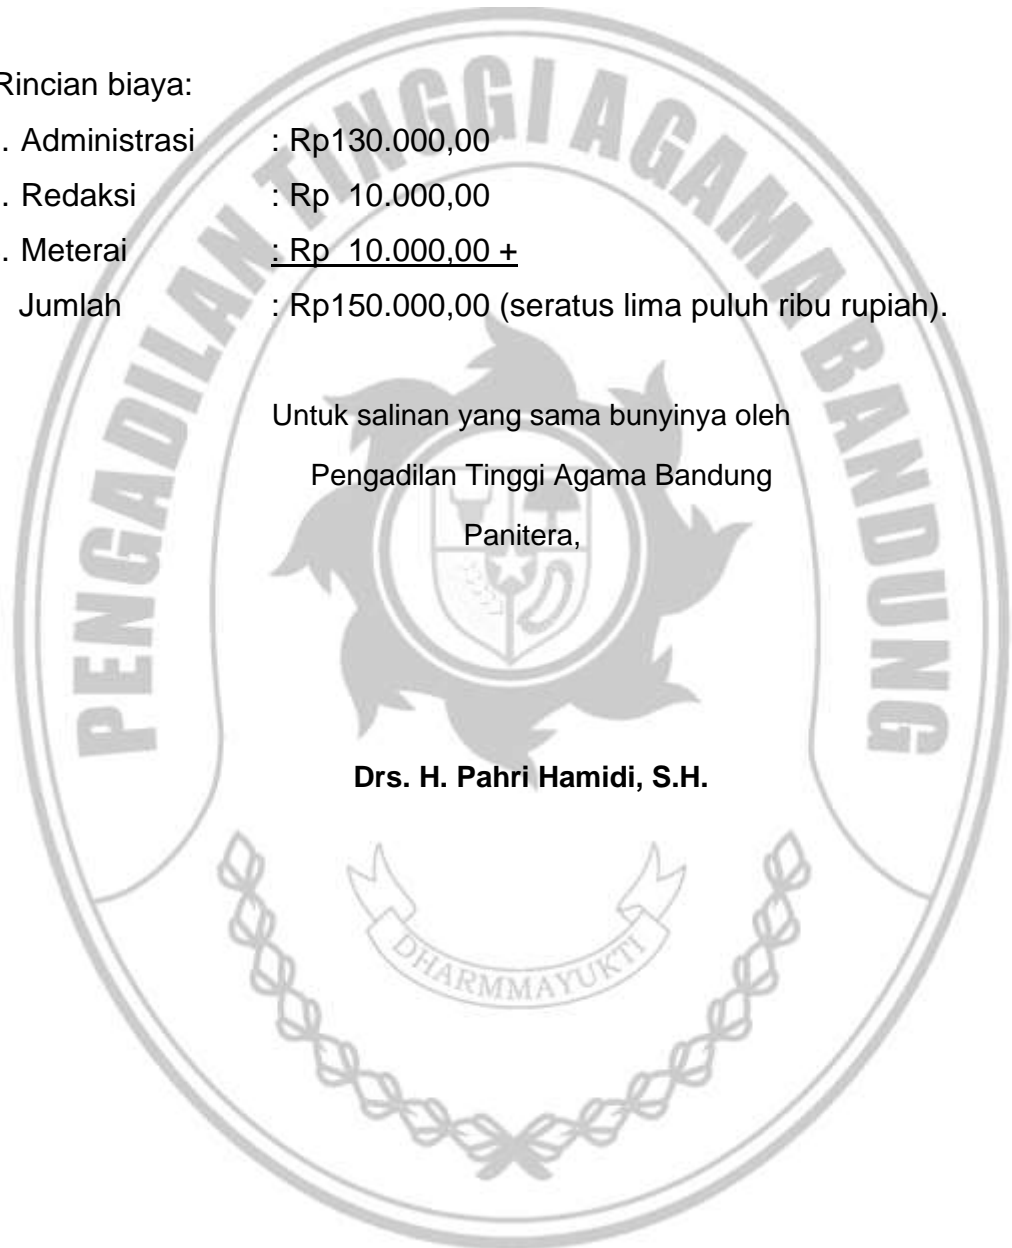 Rincian biaya:
. Administrasi : Rp130.000,00
. Redaksi : Rp 10.000,00
. Meterai : Rp 10.000,00 +
Jumlah : Rp150.000,00 (seratus lima puluh ribu rupiah).
Untuk salinan yang sama bunyinya oleh
Pengadilan Tinggi Agama Bandung
Panitera,
Drs. H. Pahri Hamidi, S.H.
PENGADILAN TINGGI AGAMA BANDUNG
DHARMMAYUKTI